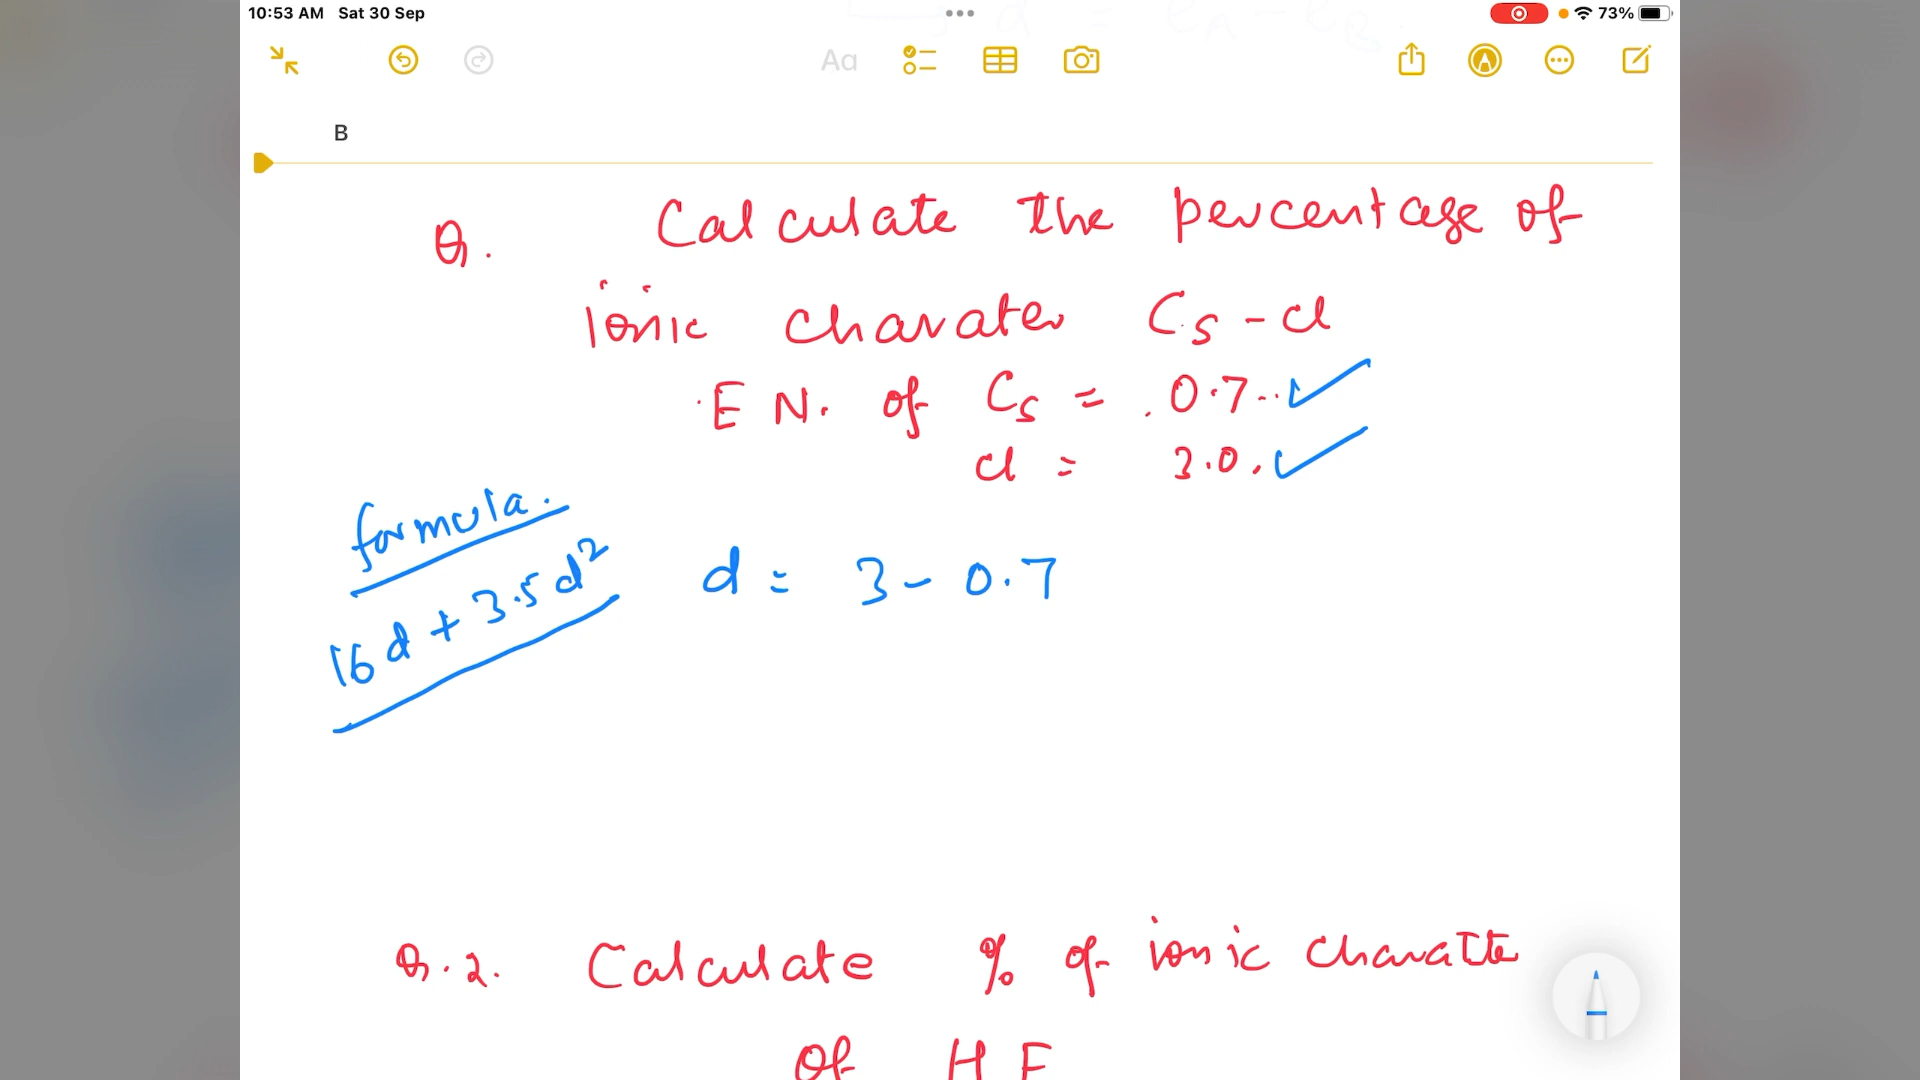 10:53 AM Sat 30 Sep
73%
Aa
B
Q. Calculate the percentage of
ionic charater Cs - Cl
E N. of Cs = 0.7
Cl = 3.0.
formula.
16d + 3.5d²
d = 3 - 0.7
Q.2. Calculate % of ionic
of HF